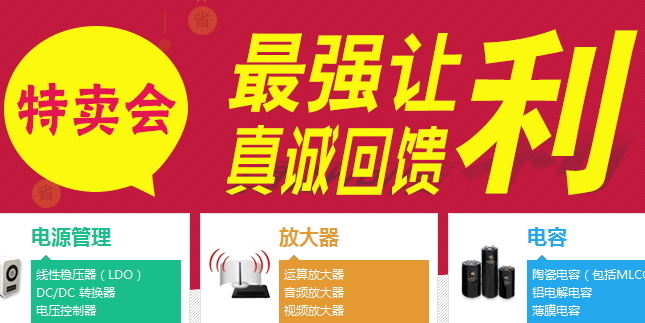 省
特卖会
最强让利
真诚回馈
省
电源管理
线性稳压器（LDO）
DC/DC 转换器
电压控制器
放大器
运算放大器
音频放大器
视频放大器
电容
陶瓷电容（包括MLC
铝电解电容
薄膜电容